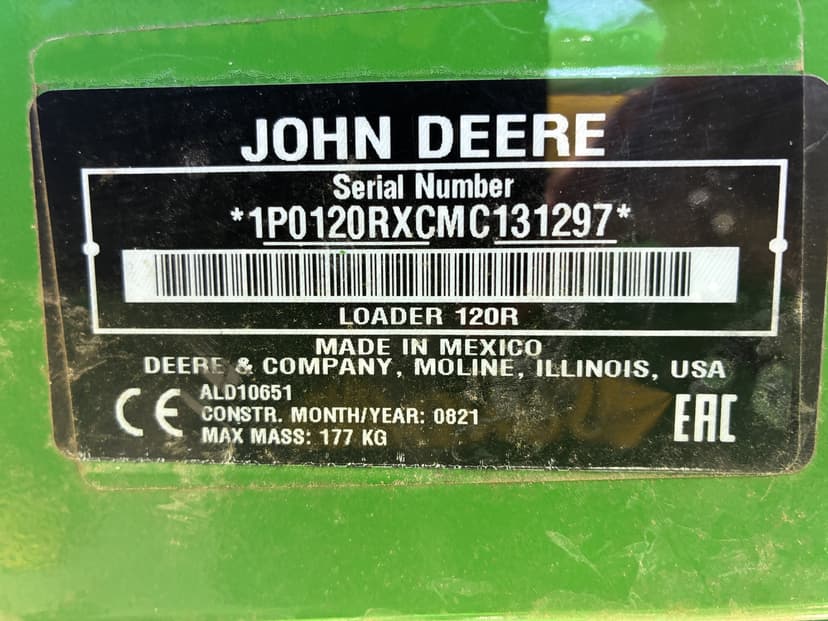 JOHN DEERE
Serial Number
*1P0120RXCMC131297*
LOADER 120R
MADE IN MEXICO
DEERE & COMPANY, MOLINE, ILLINOIS, USA
ALD10651
CE CONSTR. MONTH/YEAR: 0821 EAC
MAX MASS: 177 KG